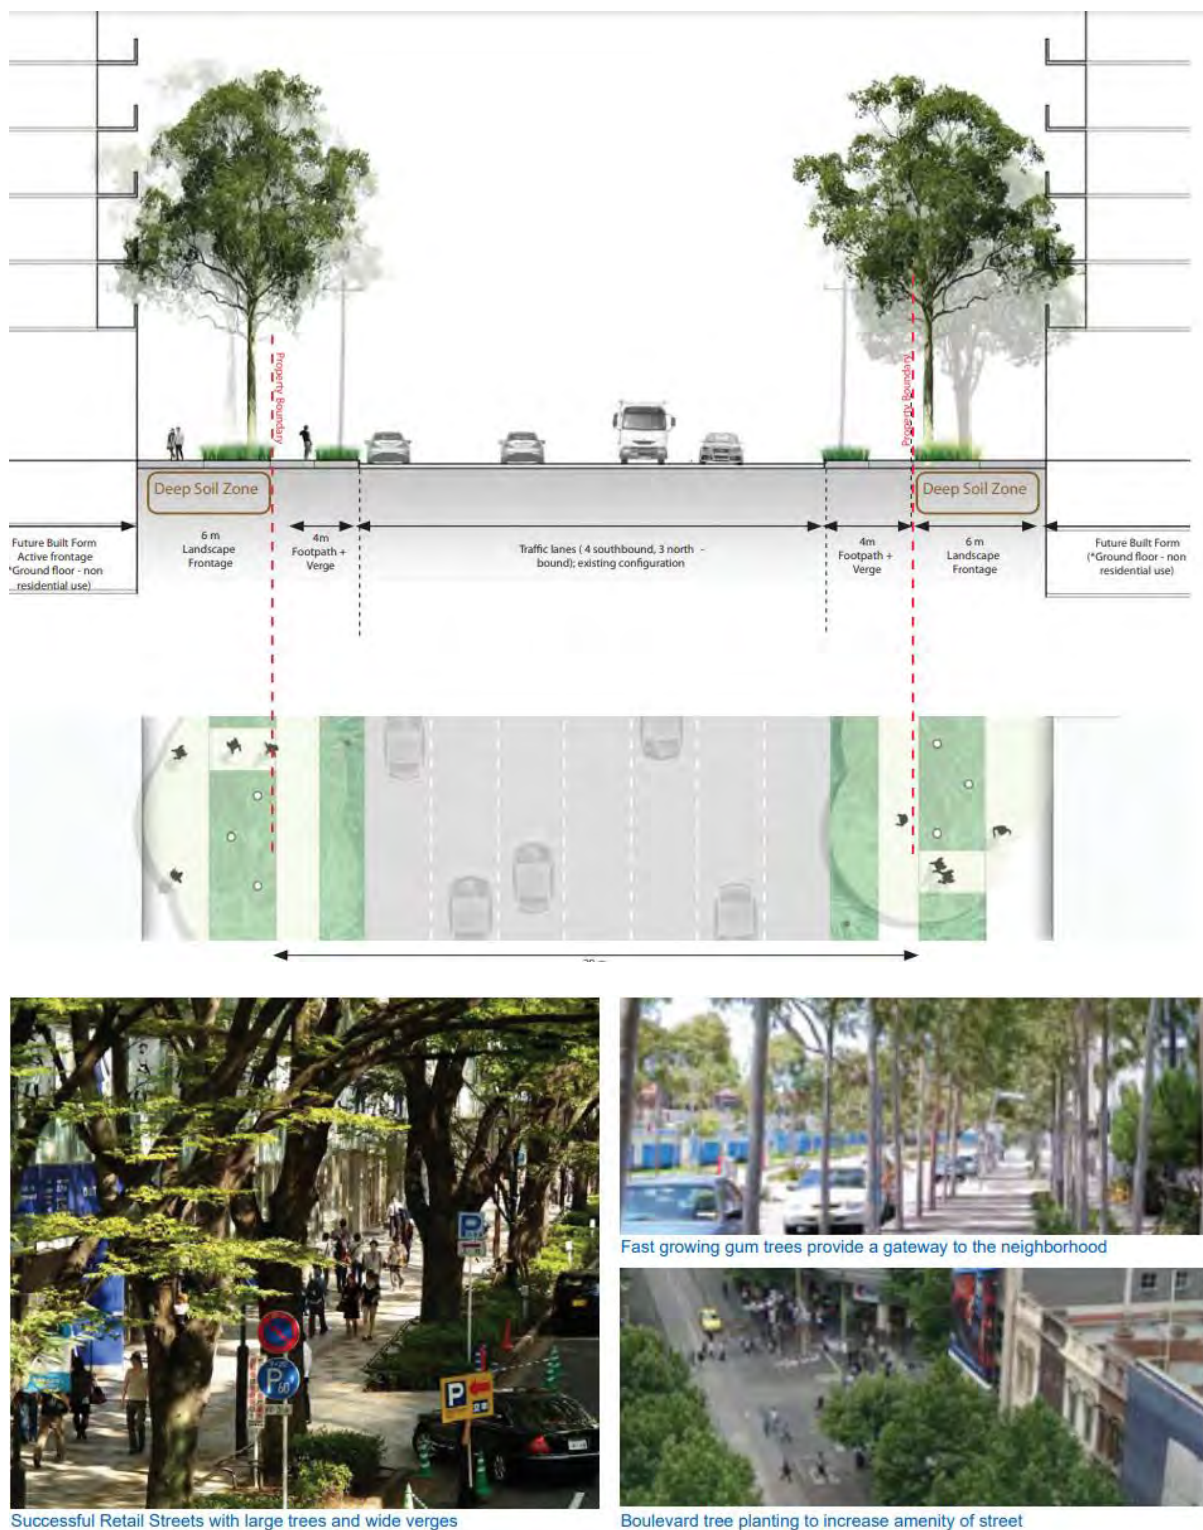 Property Boundary
Property Boundary
Deep Soil Zone
Deep Soil Zone
Future Built Form
Active frontage
*Ground floor - non
residential use)
6 m
Landscape
Frontage
4m
Footpath +
Verge
Traffic lanes ( 4 southbound, 3 north -
bound); existing configuration
4m
Footpath +
Verge
6 m
Landscape
Frontage
Future Built Form
(*Ground floor - non
residential use)
P
P
60
P
Fast growing gum trees provide a gateway to the neighborhood
Successful Retail Streets with large trees and wide verges
Boulevard tree planting to increase amenity of street